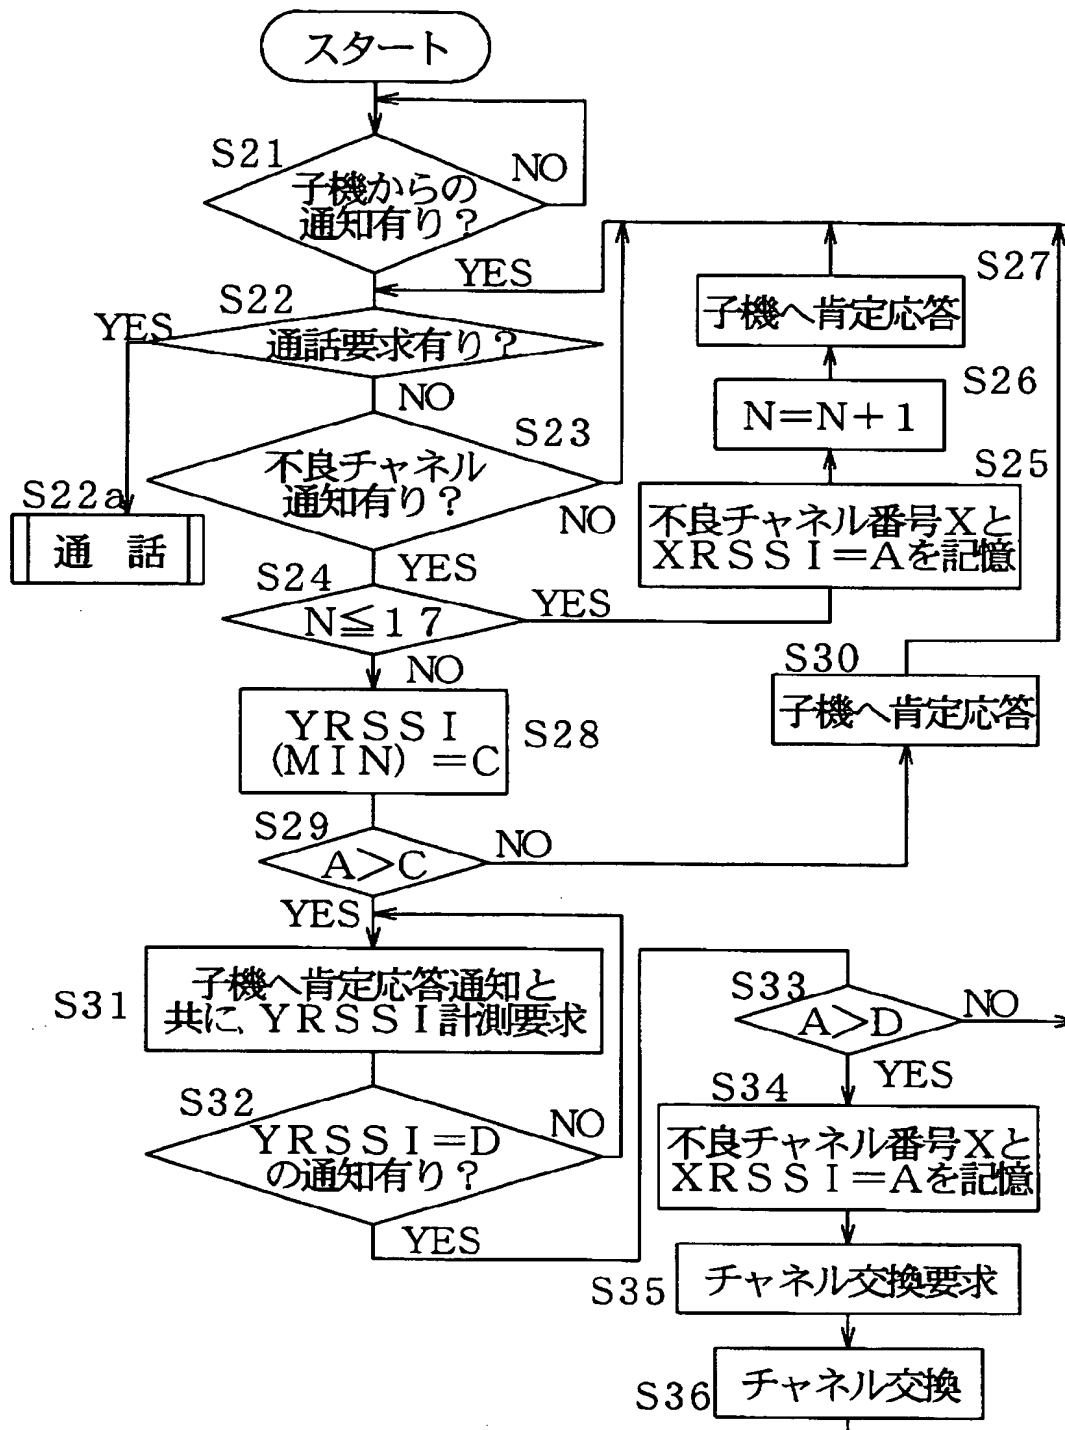 スタート
S21
NO
子機からの
通知有り？
YES
S27
子機へ肯定応答
S22
YES
通話要求有り？
NO
S26
N＝N＋1
S23
不良チャネル
通知有り？
NO
S25
不良チャネル番号Xと
XRSSI＝Aを記憶
S22a
通 話
YES
S24
N≦17
YES
NO
S30
子機へ肯定応答
YRSSI
(MIN)＝C
S28
S29
A＞C
NO
YES
子機へ肯定応答通知と
共に、YRSSI計測要求
S31
S33
A＞D
NO
YES
S32
YRSSI＝D
の通知有り？
NO
YES
S34
不良チャネル番号Xと
XRSSI＝Aを記憶
チャネル交換要求
S35
チャネル交換
S36